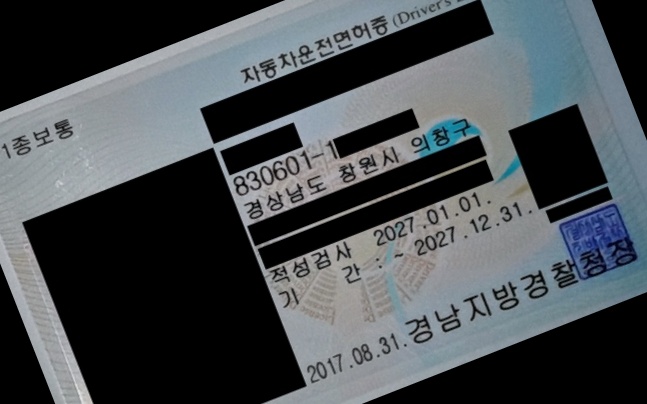 자동차운전면허증 (Driver's
1종보통
830601-1
경상남도 창원시 의창구
적성검사 2027.01.01.
기 간 : ~ 2027.12.31.
2017.08.31. 경남지방경찰청장